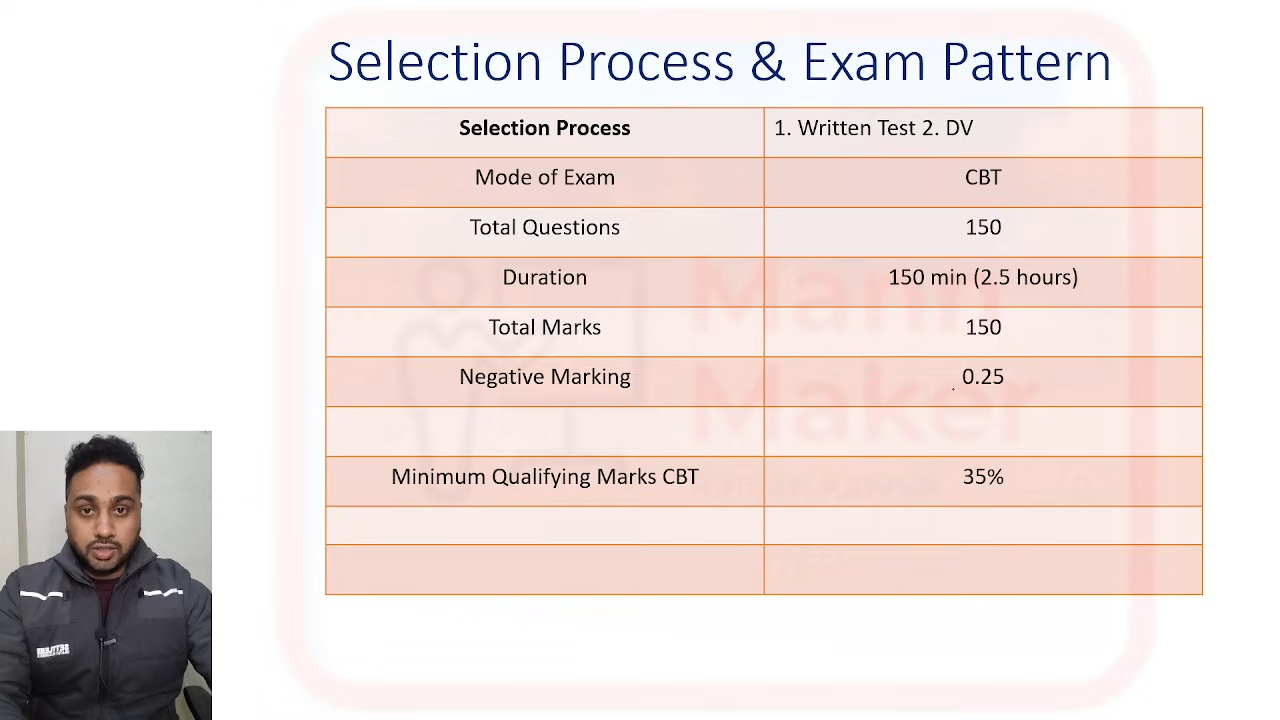 Selection Process & Exam Pattern
Selection Process 1. Written Test 2. DV
Mode of Exam CBT
Total Questions 150
Duration 150 min (2.5 hours)
Total Marks 150
Negative Marking 0.25
Minimum Qualifying Marks CBT 35%
Maker